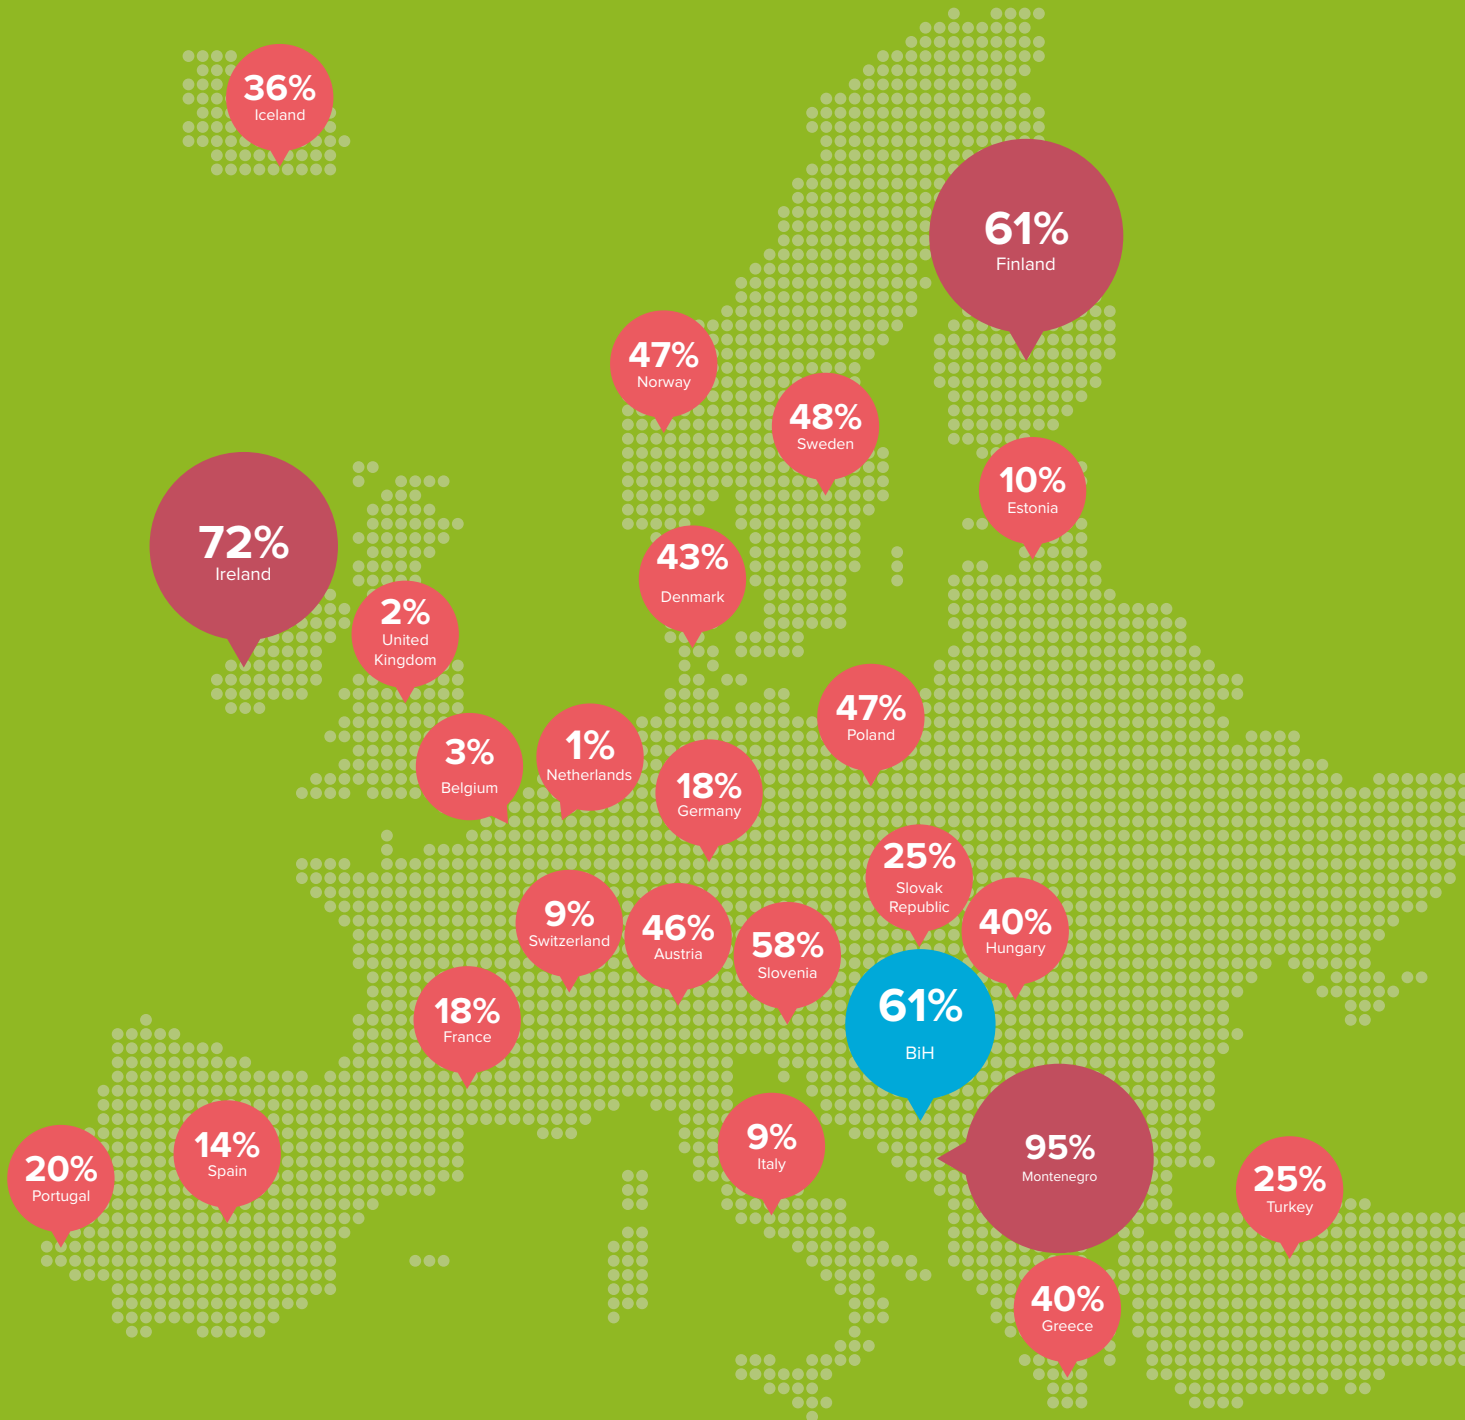 36%
Iceland
61%
Finland
47%
Norway
48%
Sweden
10%
Estonia
72%
Ireland
43%
Denmark
2%
United
Kingdom
47%
Poland
3%
Belgium
1%
Netherlands
18%
Germany
25%
Slovak
Republic
9%
Switzerland
46%
Austria
58%
Slovenia
40%
Hungary
18%
France
61%
BiH
20%
Portugal
14%
Spain
9%
Italy
95%
Montenegro
25%
Turkey
40%
Greece